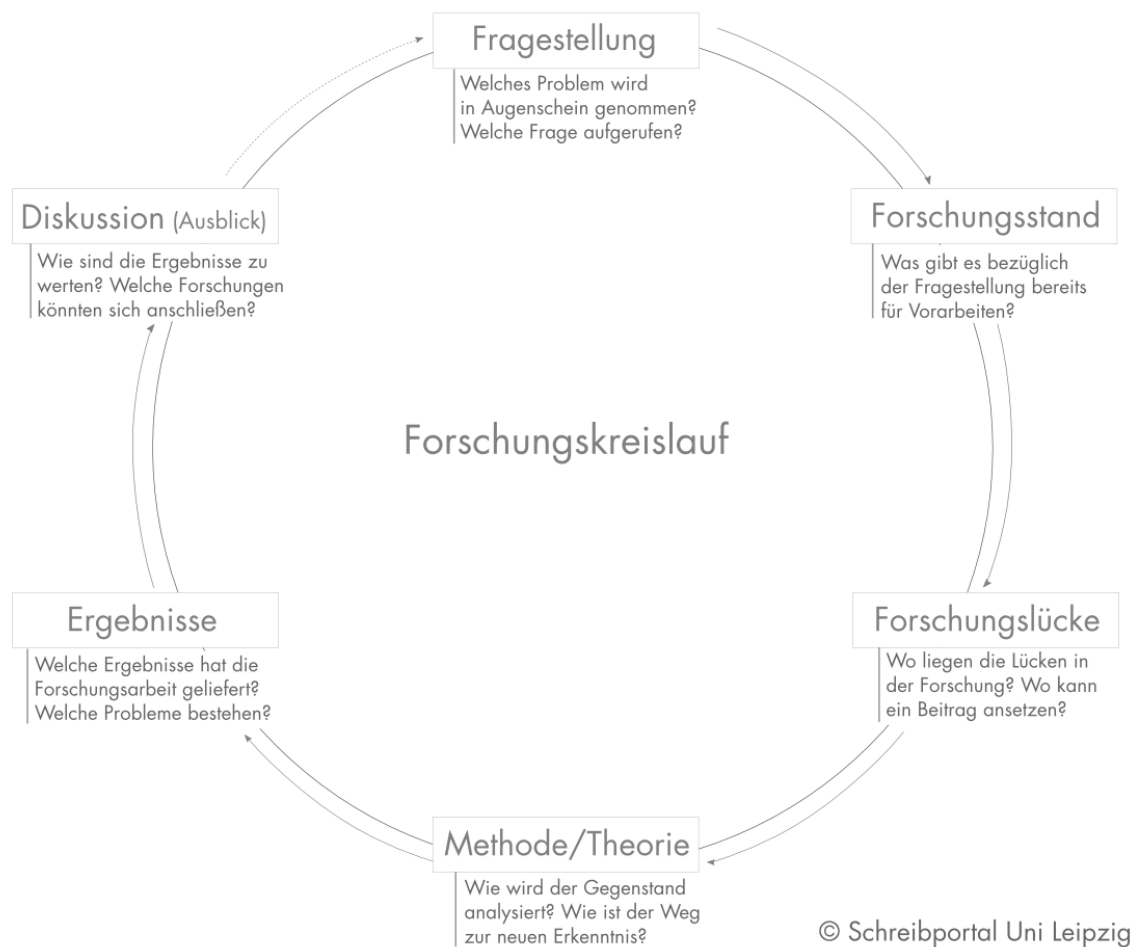 Fragestellung
Welches Problem wird
in Augenschein genommen?
Welche Frage aufgerufen?
Forschungsstand
Was gibt es bezüglich
der Fragestellung bereits
für Vorarbeiten?
Forschungslücke
Wo liegen die Lücken in
der Forschung? Wo kann
ein Beitrag ansetzen?
Methode/Theorie
Wie wird der Gegenstand
analysiert? Wie ist der Weg
zur neuen Erkenntnis?
Ergebnisse
Welche Ergebnisse hat die
Forschungsarbeit geliefert?
Welche Probleme bestehen?
Diskussion (Ausblick)
Wie sind die Ergebnisse zu
werten? Welche Forschungen
könnten sich anschließen?
Forschungskreislauf
© Schreibportal Uni Leipzig